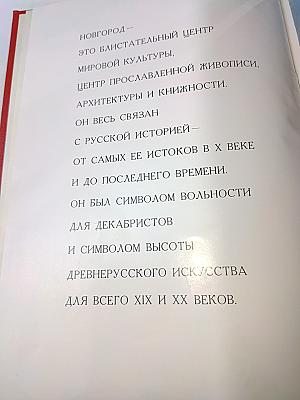 НОВГОРОД—
ЭТО БЛИСТАТЕЛЬНЫЙ ЦЕНТР
МИРОВОЙ КУЛЬТУРЫ,
ЦЕНТР ПРОСЛАВЛЕННОЙ ЖИВОПИСИ,
АРХИТЕКТУРЫ И КНИЖНОСТИ.
ОН ВЕСЬ СВЯЗАН
С РУССКОЙ ИСТОРИЕЙ—
ОТ САМЫХ ЕЕ ИСТОКОВ В X ВЕКЕ
И ДО ПОСЛЕДНЕГО ВРЕМЕНИ.
ОН БЫЛ СИМВОЛОМ ВОЛЬНОСТИ
ДЛЯ ДЕКАБРИСТОВ
И СИМВОЛОМ ВЫСОТЫ
ДРЕВНЕРУССКОГО ИСКУССТВА
ДЛЯ ВСЕГО XIX И XX ВЕКОВ.